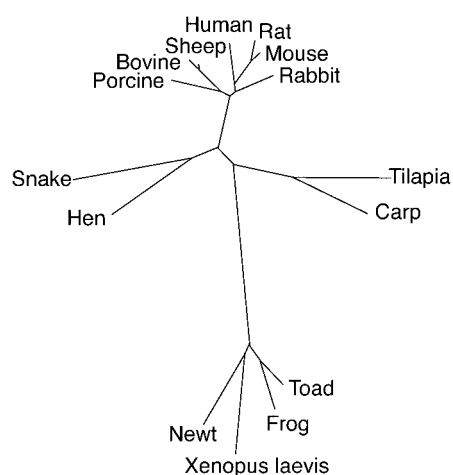 Human
Rat
Sheep
Mouse
Bovine
Rabbit
Porcine
Snake
Tilapia
Hen
Carp
Toad
Frog
Newt
Xenopus laevis